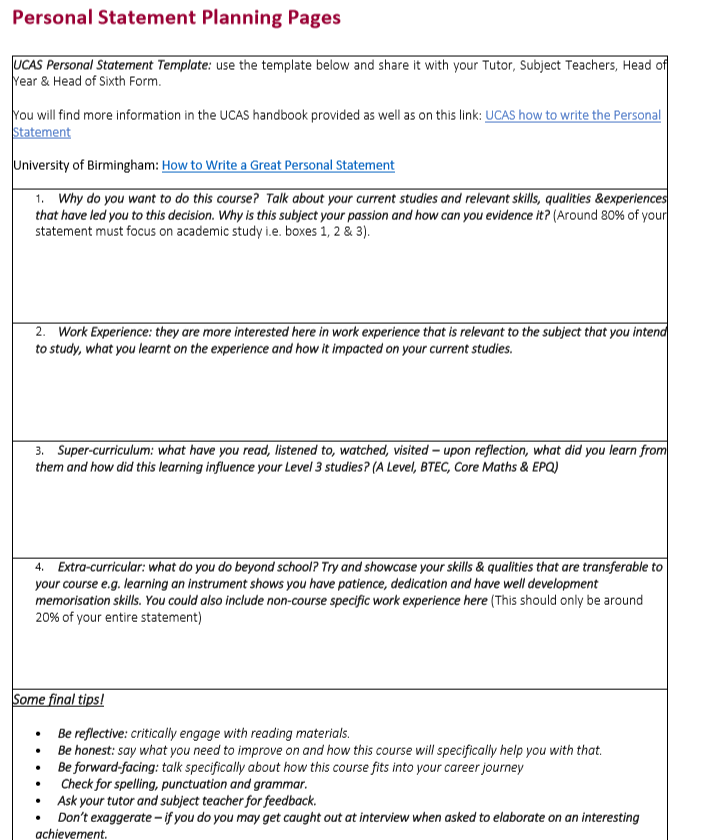 Personal Statement Planning Pages
UCAS Personal Statement Template: use the template below and share it with your Tutor, Subject Teachers, Head of
Year & Head of Sixth Form.
You will find more information in the UCAS handbook provided as well as on this link: UCAS how to write the Personal
Statement
University of Birmingham: How to Write a Great Personal Statement
1. Why do you want to do this course? Talk about your current studies and relevant skills, qualities &experiences
that have led you to this decision. Why is this subject your passion and how can you evidence it? (Around 80% of your
statement must focus on academic study i.e. boxes 1, 2 & 3).
2. Work Experience: they are more interested here in work experience that is relevant to the subject that you intend
to study, what you learnt on the experience and how it impacted on your current studies.
3. Super-curriculum: what have you read, listened to, watched, visited – upon reflection, what did you learn from
them and how did this learning influence your Level 3 studies? (A Level, BTEC, Core Maths & EPQ)
4. Extra-curricular: what do you do beyond school? Try and showcase your skills & qualities that are transferable to
your course e.g. learning an instrument shows you have patience, dedication and have well development
memorisation skills. You could also include non-course specific work experience here (This should only be around
20% of your entire statement)
Some final tips!
• Be reflective: critically engage with reading materials.
• Be honest: say what you need to improve on and how this course will specifically help you with that.
• Be forward-facing: talk specifically about how this course fits into your career journey
• Check for spelling, punctuation and grammar.
• Ask your tutor and subject teacher for feedback.
• Don't exaggerate – if you do you may get caught out at interview when asked to elaborate on an interesting
achievement.